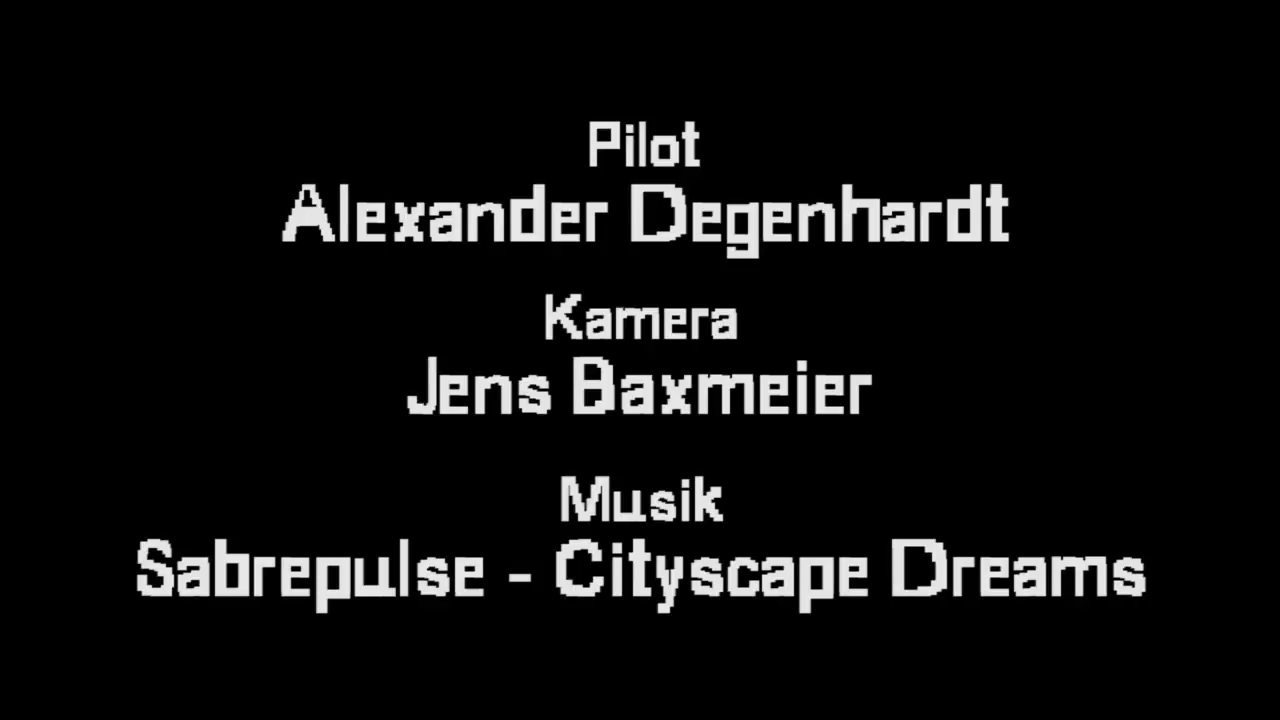 Pilot
Alexander Degenhardt
Kamera
Jens Baxmeier
Musik
Sabrepulse - Cityscape Dreams